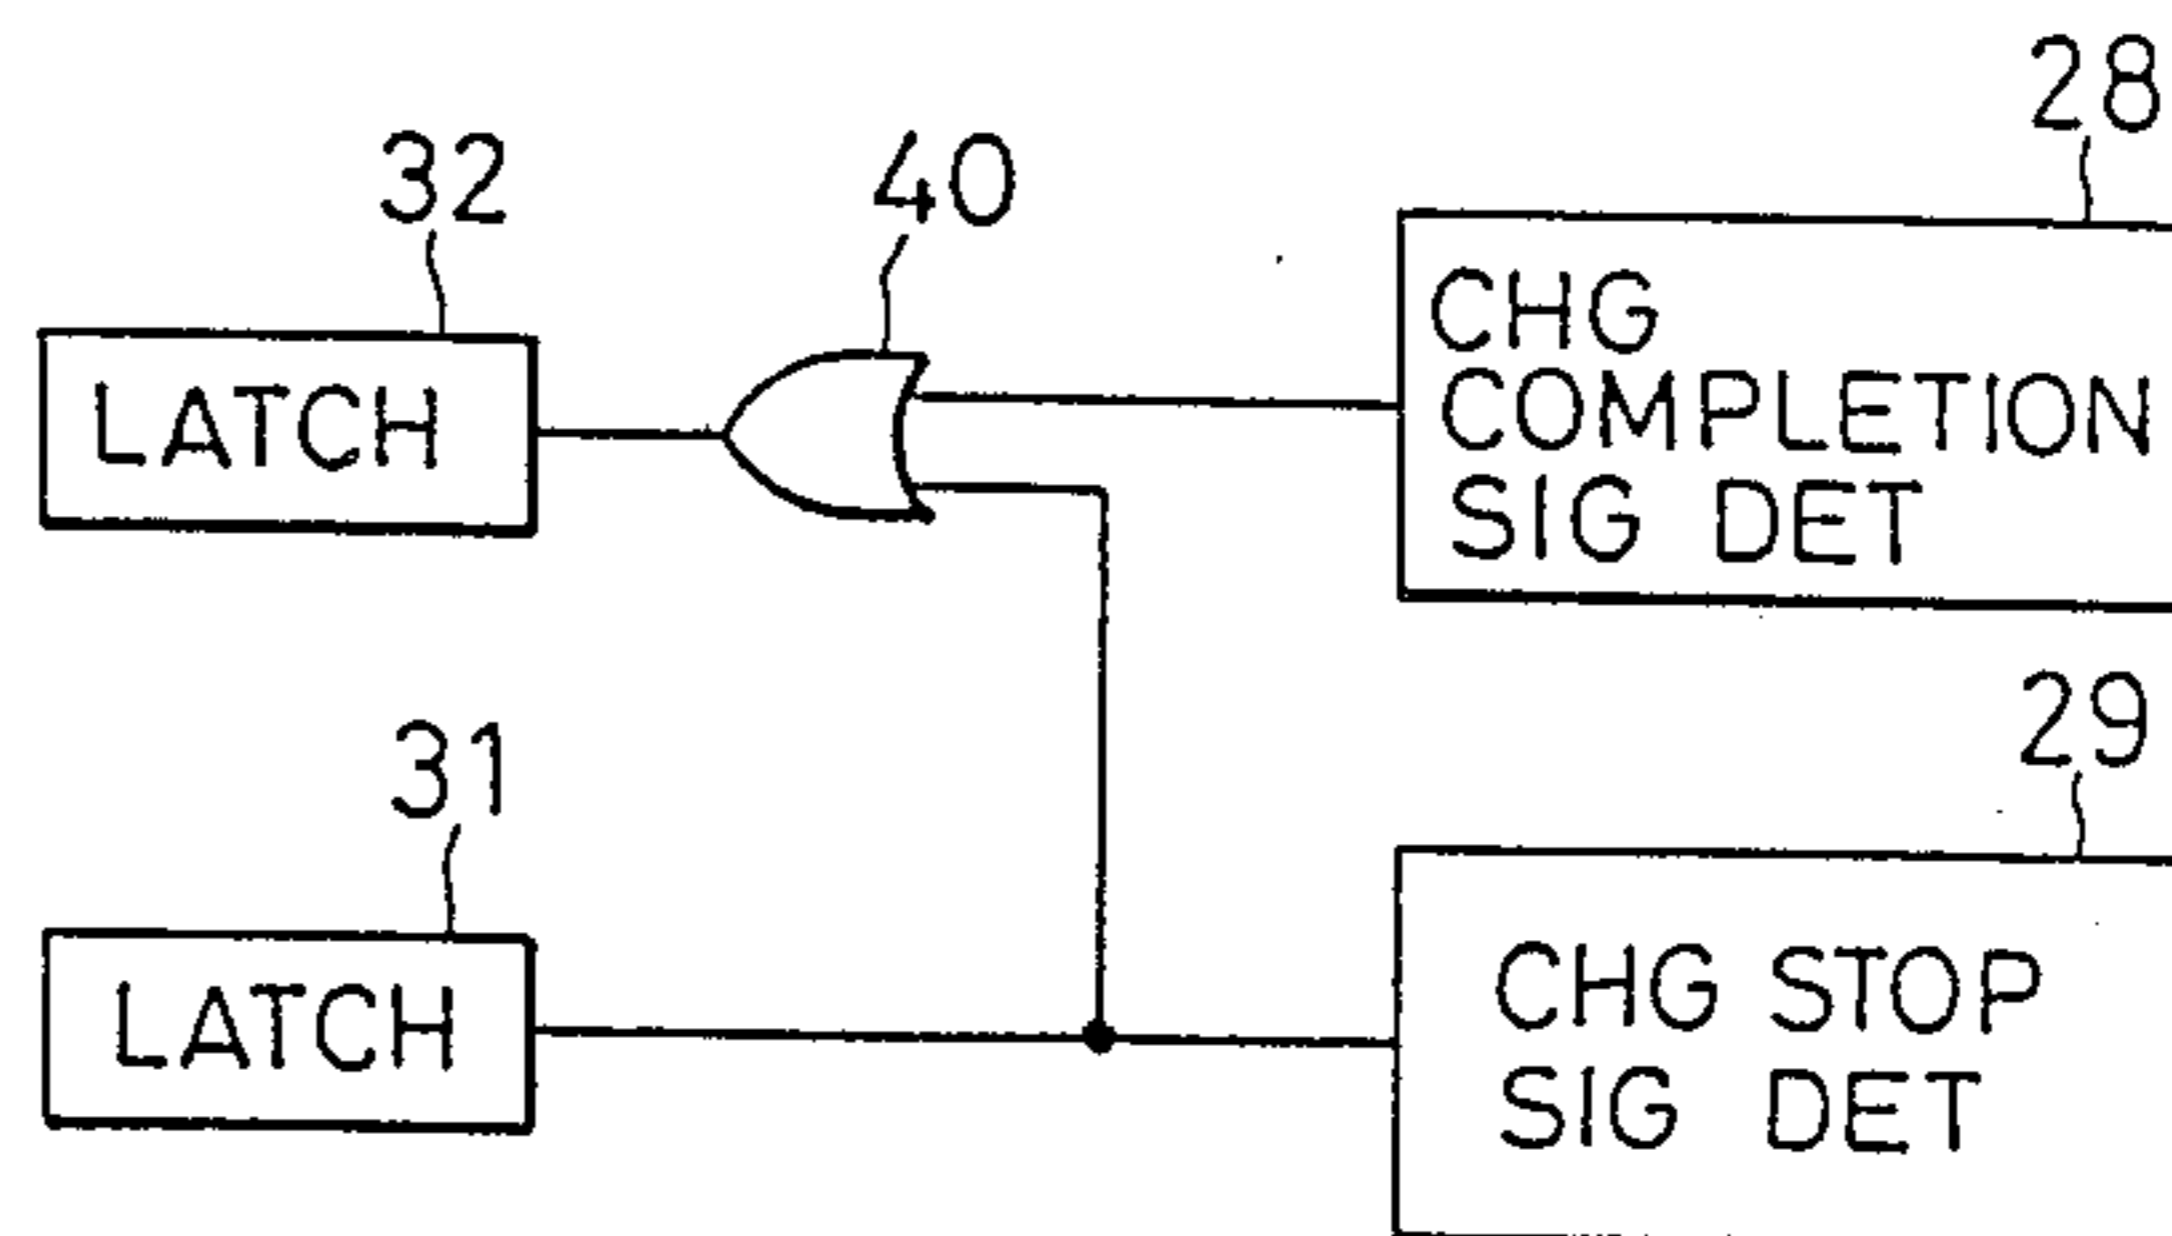 28
32
40
CHG
COMPLETION
SIG DET
LATCH
29
31
CHG STOP
SIG DET
LATCH